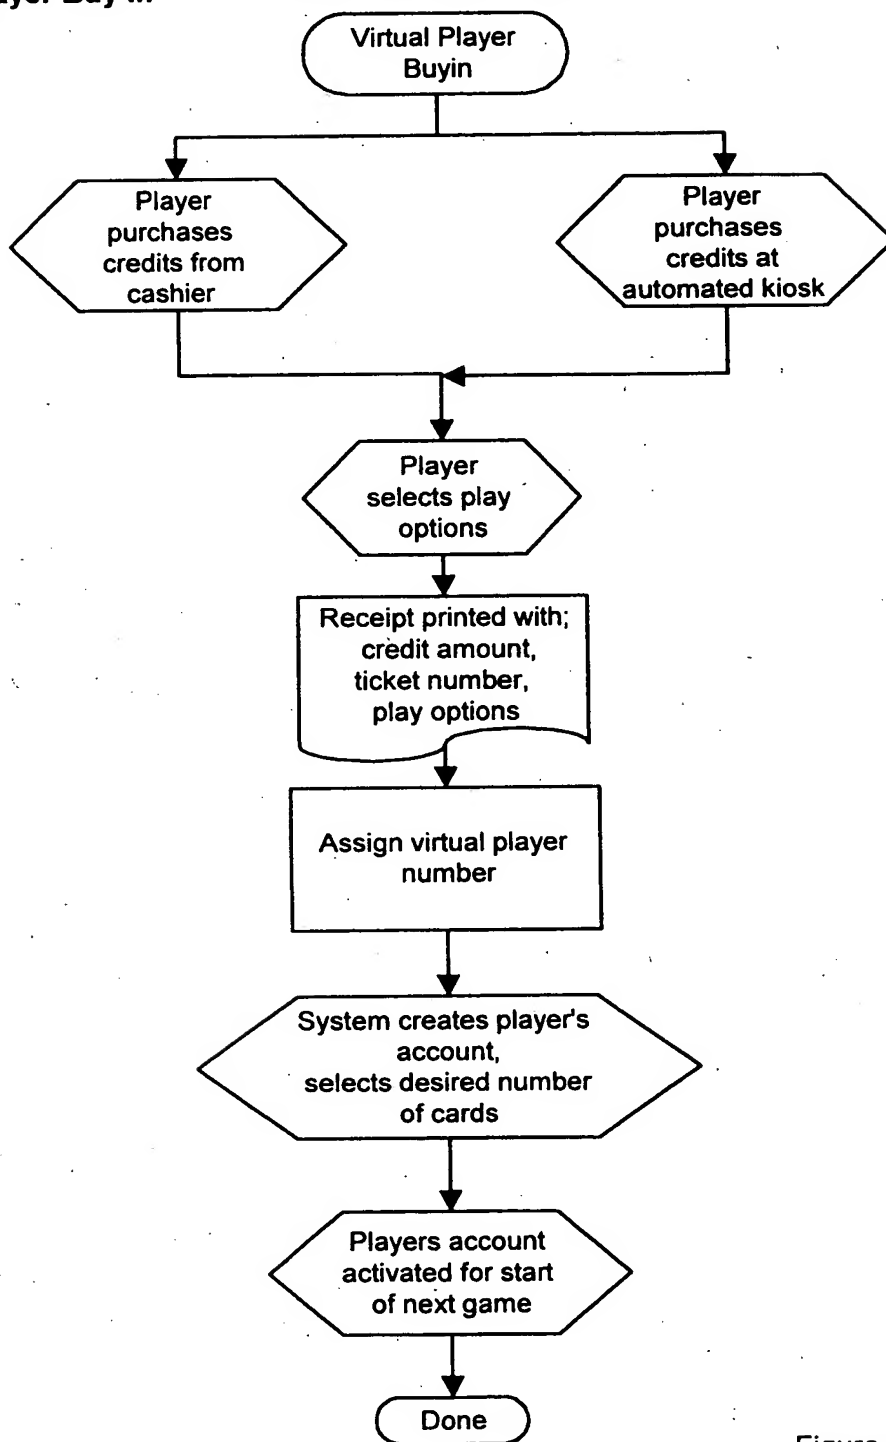 Buy
Virtual Player
Buyin
Player
purchases
credits from
cashier
Player
purchases
credits at
automated kiosk
Player
selects play
options
Receipt printed with;
credit amount,
ticket number,
play options
Assign virtual player
number
System creates player's
account,
selects desired number
of cards
Players account
activated for start
of next game
Done